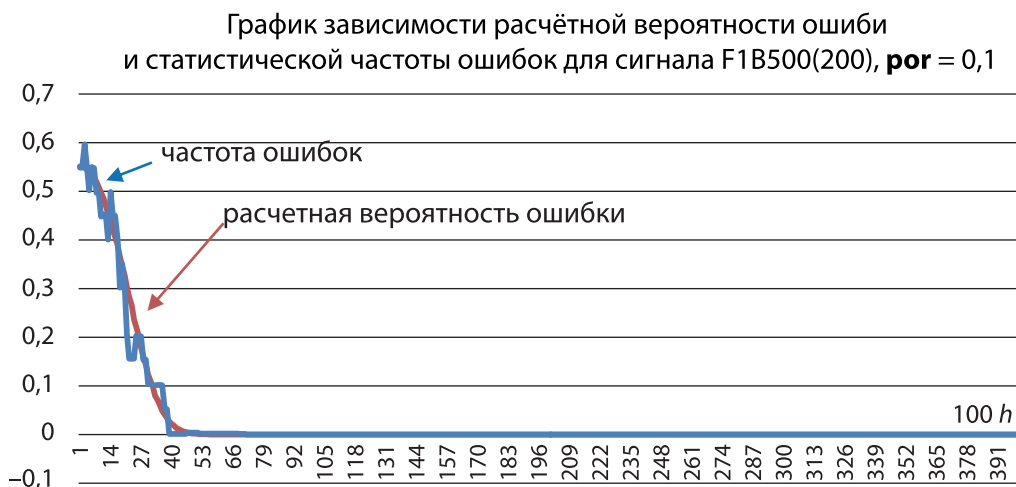 График зависимости расчётной вероятности ошиби
и статистической частоты ошибок для сигнала F1B500(200), por = 0,1
0,7
0,6
частота ошибок
0,5
расчетная вероятность ошибки
0,4
0,3
0,2
0,1
100 h
0
1 14 27 40 53 66 79 92 105 118 131 144 157 170 183 196 209 222 235 248 261 274 287 300 313 326 339 352 365 378 391
–0,1